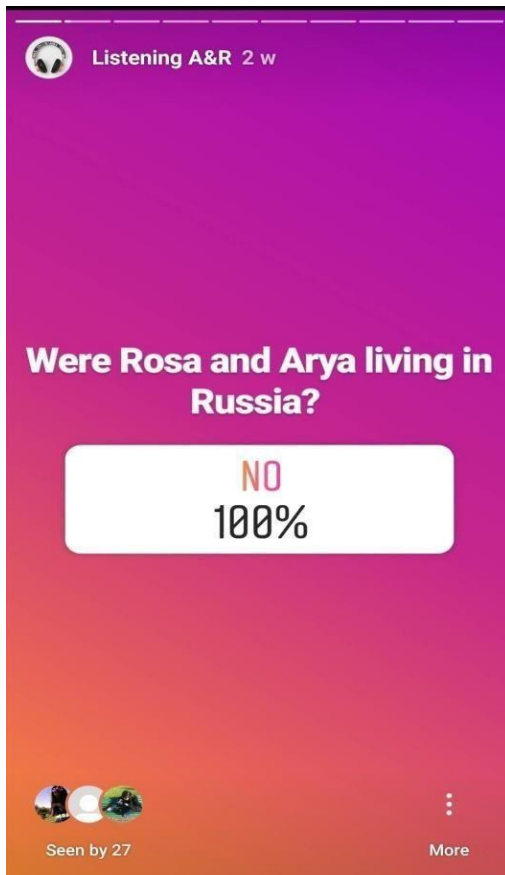 Listening A&R 2 w
Were Rosa and Arya living in
Russia?
NO
100%
Seen by 27
More